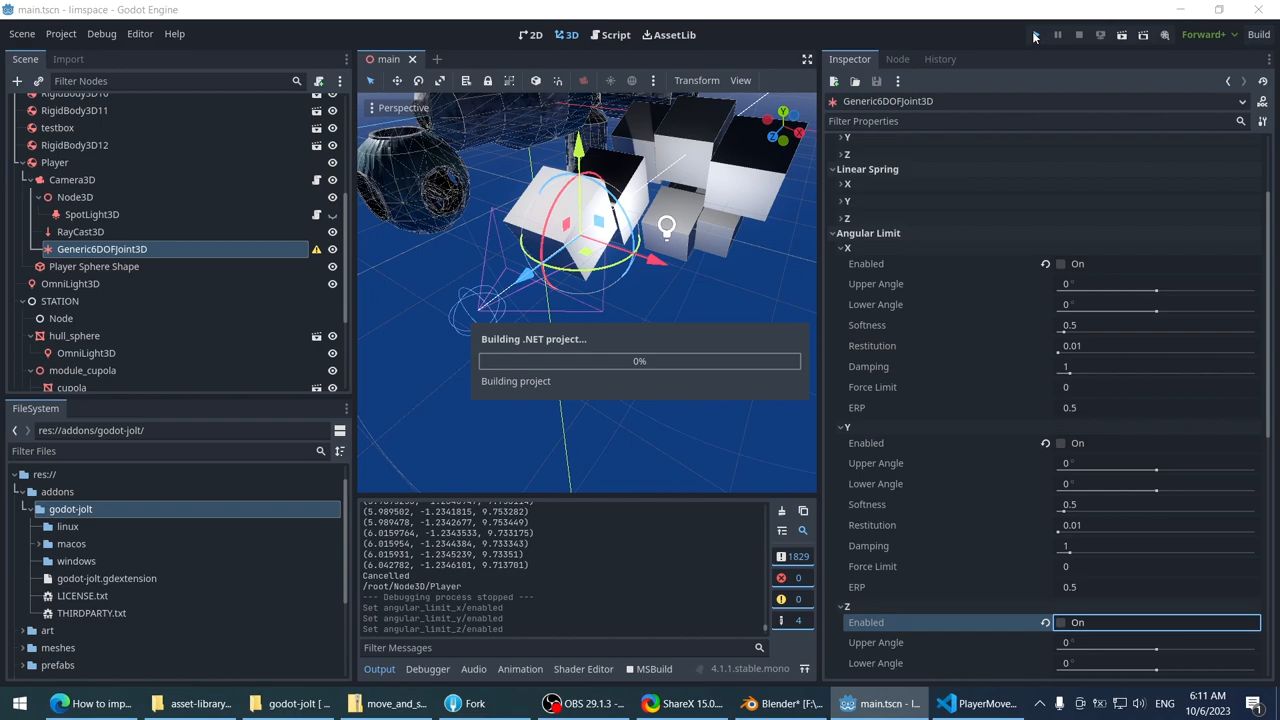 main.tscn - limspace - Godot Engine
Scene Project Debug Editor Help
2D 3D Script AssetLib
Forward+ Build
Scene Import
Filter Nodes
RigidBody3D10
RigidBody3D11
testbox
RigidBody3D12
Player
Camera3D
Node3D
SpotLight3D
RayCast3D
Generic6DOFJoint3D
Player Sphere Shape
OmniLight3D
STATION
Node
hull_sphere
OmniLight3D
module_cupola
cupola
FileSystem
res://addons/godot-jolt/
Filter Files
res://
addons
godot-jolt
linux
macos
windows
godot-jolt.gdextension
LICENSE.txt
THIRDPARTY.txt
art
meshes
prefabs
main
Transform View
Perspective
Y
X
Z
Building .NET project...
0%
Building project
(5.989502, -1.2341815, 9.753282)
(5.989478, -1.2342677, 9.753449)
(6.0159764, -1.2343533, 9.733175)
(6.015954, -1.2344384, 9.733343)
(6.015931, -1.2345239, 9.73351)
(6.042782, -1.2346101, 9.713701)
Cancelled
/root/Node3D/Player
--- Debugging process stopped ---
Set angular_limit_x/enabled
Set angular_limit_y/enabled
Set angular_limit_z/enabled
1829
0
0
4
Filter Messages
Output Debugger Audio Animation Shader Editor MSBuild
4.1.1.stable.mono
Inspector Node History
Generic6DOFJoint3D
Filter Properties
Y
Z
Linear Spring
X
Y
Z
Angular Limit
X
Enabled On
Upper Angle 0 °
Lower Angle 0 °
Softness 0.5
Restitution 0.01
Damping 1
Force Limit 0
ERP 0.5
Y
Enabled On
Upper Angle 0 °
Lower Angle 0 °
Softness 0.5
Restitution 0.01
Damping 1
Force Limit 0
ERP 0.5
Z
Enabled On
Upper Angle 0 °
Lower Angle 0 °
How to imp...
asset-library...
godot-jolt [ ...
move_and_s...
Fork
OBS 29.1.3 -...
ShareX 15.0....
Blender* [F:\...
main.tscn - l...
PlayerMove...
ENG
6:11 AM
10/6/2023
1